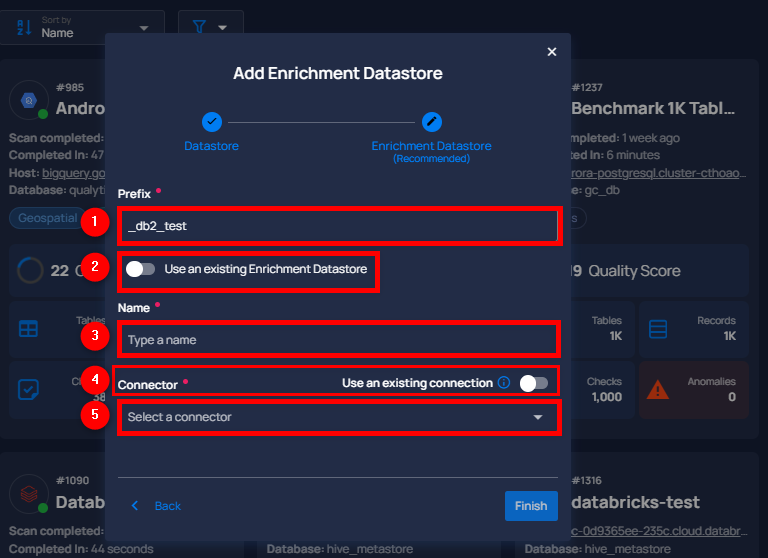 Sort by
Name
#985
Andro
Scan completed:
Completed In: 47
Host: bigquery.go
Database: qualyti
Geospatial
22
Tables
38
#1237
Benchmark 1K Tabl...
mpleted: 1 week ago
ed In: 6 minutes
rora-postgresql.cluster-cthoao...
se: gc_db
19 Quality Score
Tables
1K
Records
1K
Checks
1,000
Anomalies
0
Add Enrichment Datastore
Datastore
Enrichment Datastore
(Recommended)
Prefix *
1
_db2_test
2
Use an existing Enrichment Datastore
Name *
3
Type a name
4
Connector *
Use an existing connection
5
Select a connector
Back
Finish
#1090
Datab
Scan completed:
Completed In: 44 seconds
Database: hive_metastore
#1316
databricks-test
c-0d9365ee-235c.cloud.databr...
Database: hive_metastore